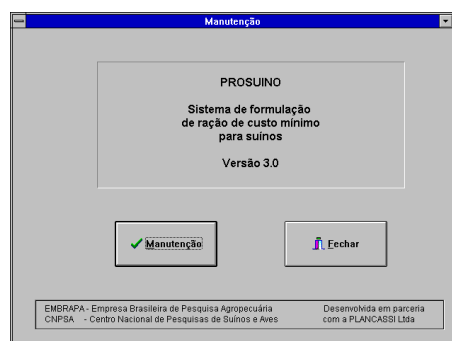 Manutenção
PROSUINO
Sistema de formulação
de ração de custo mínimo
para suínos
Versão 3.0
Manutenção
Fechar
EMBRAPA - Empresa Brasileira de Pesquisa Agropecuária
CNPSA - Centro Nacional de Pesquisas de Suínos e Aves
Desenvolvida em parceria
com a PLANCASSI Ltda